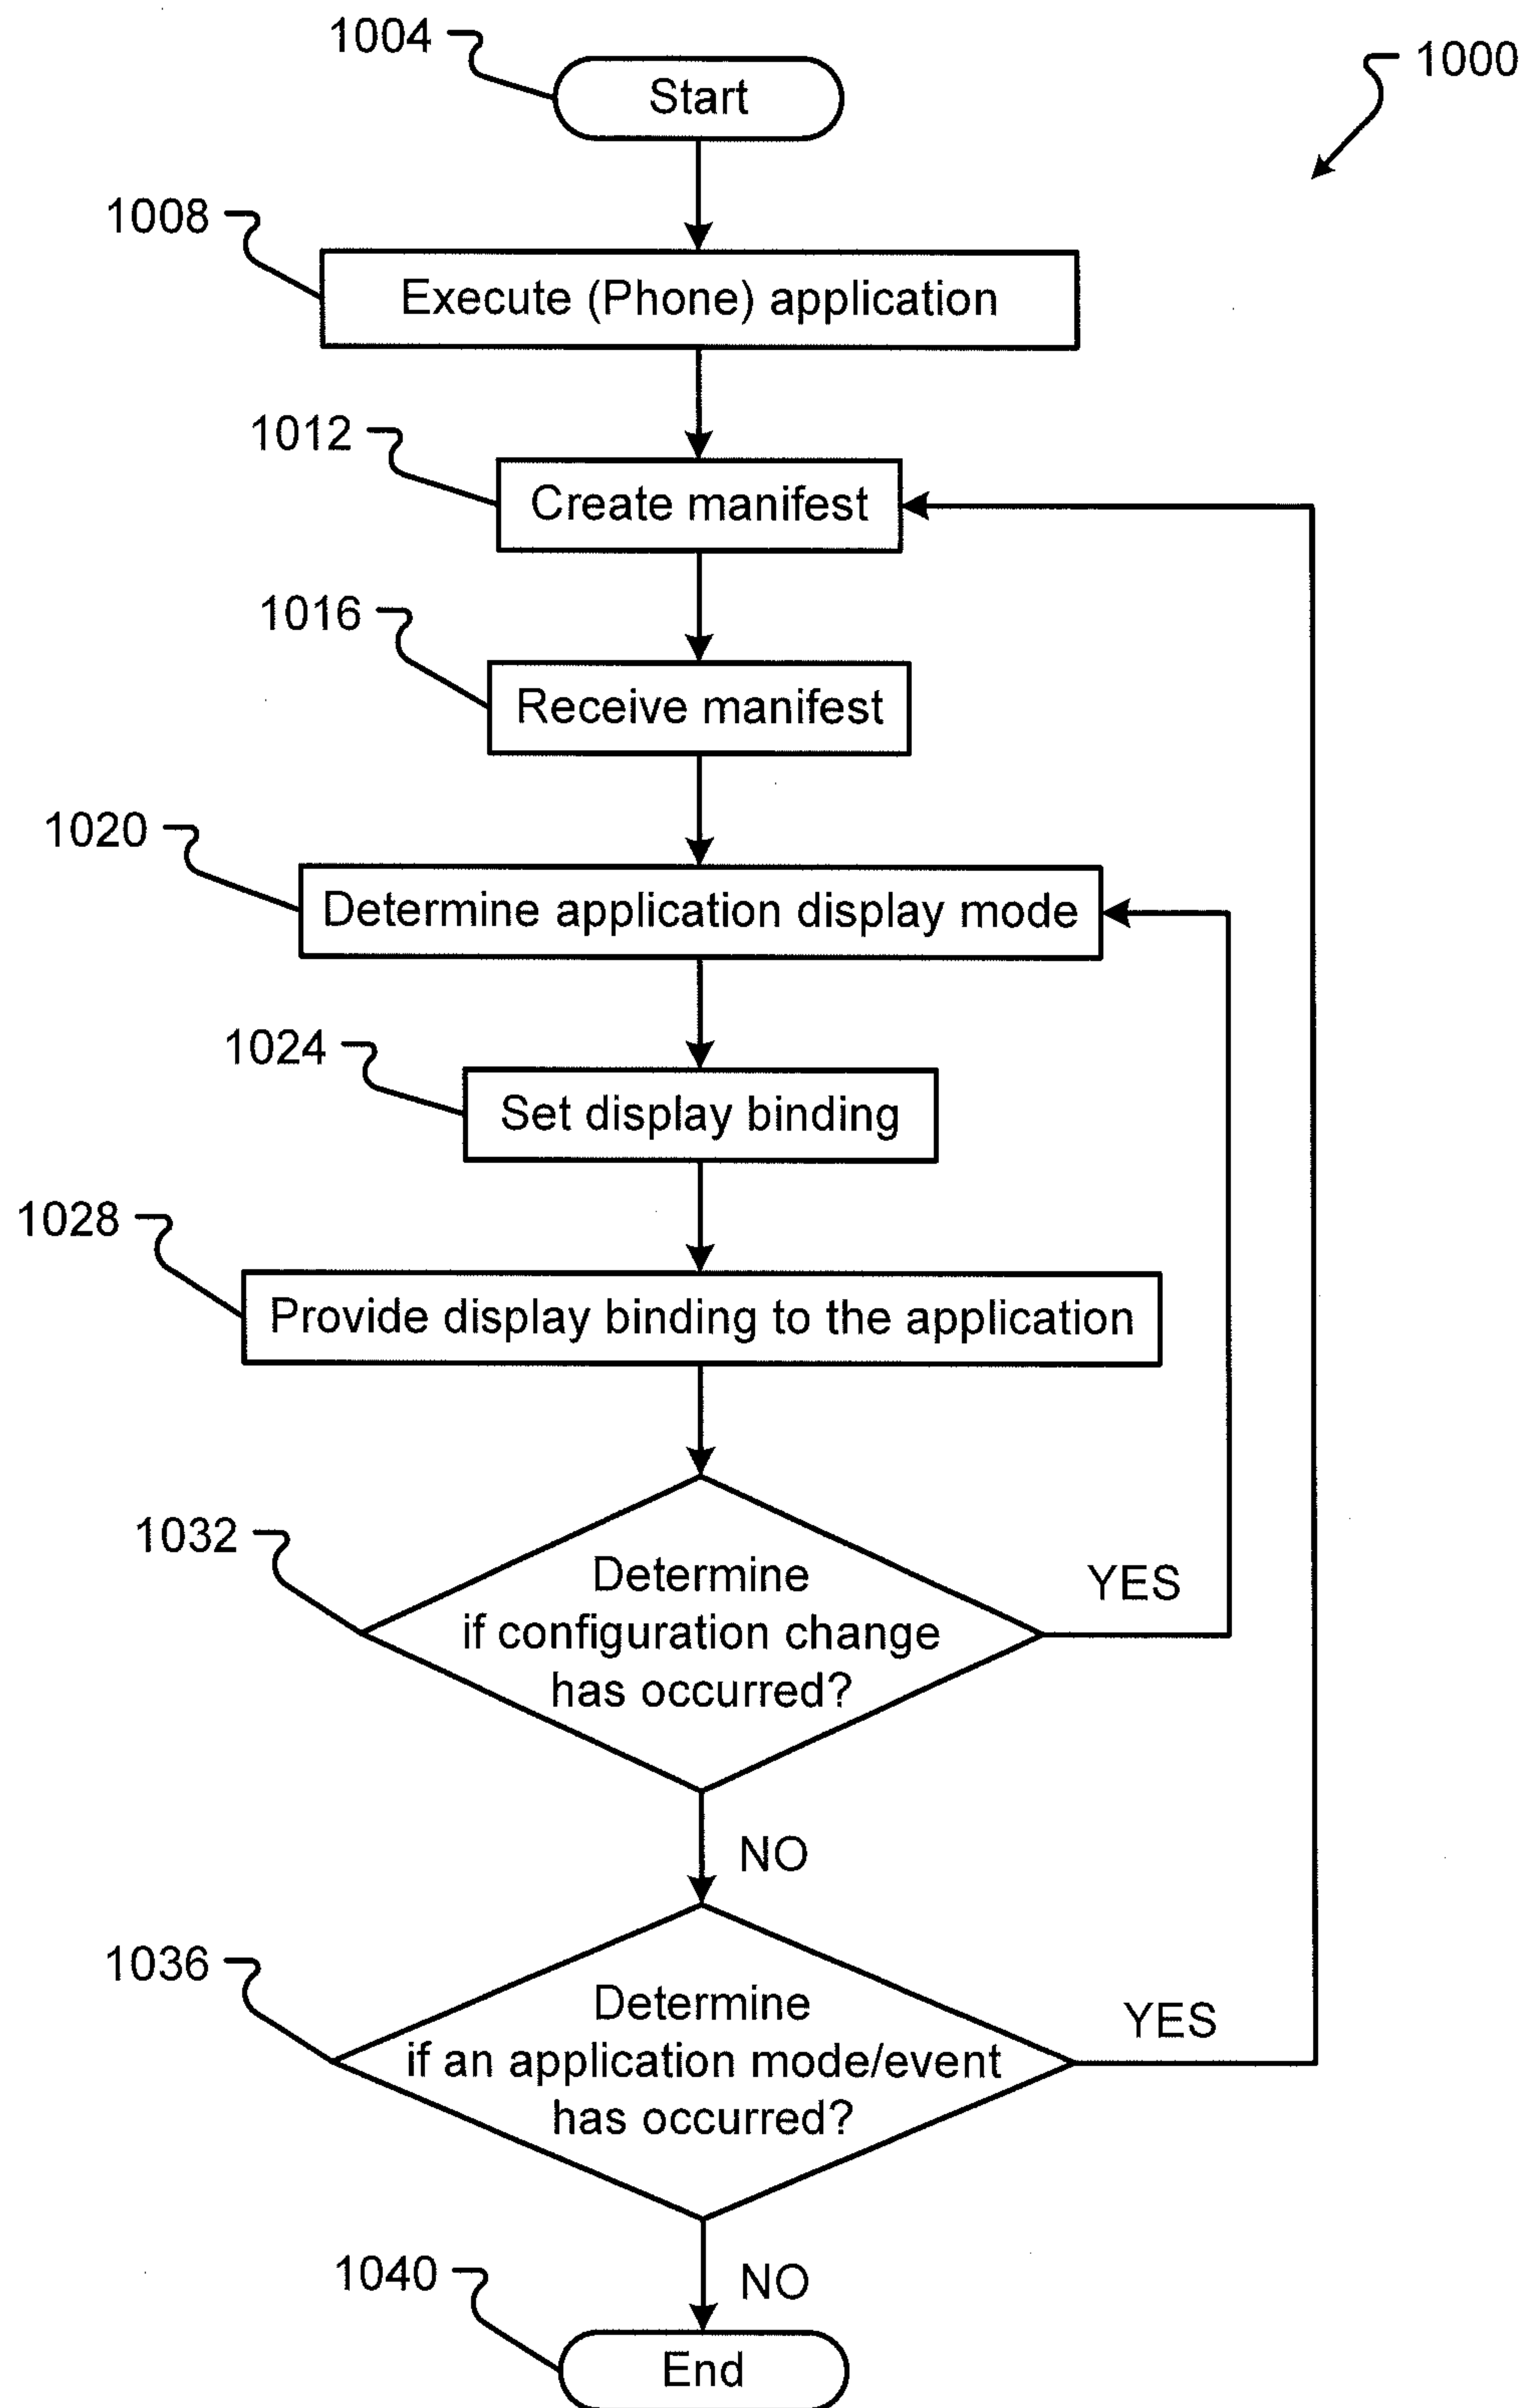 1004
Start
1000
1008
Execute (Phone) application
1012
Create manifest
1016
Receive manifest
1020
Determine application display mode
1024
Set display binding
1028
Provide display binding to the application
1032
Determine
if configuration change
has occurred?
YES
NO
1036
Determine
if an application mode/event
has occurred?
YES
1040
NO
End